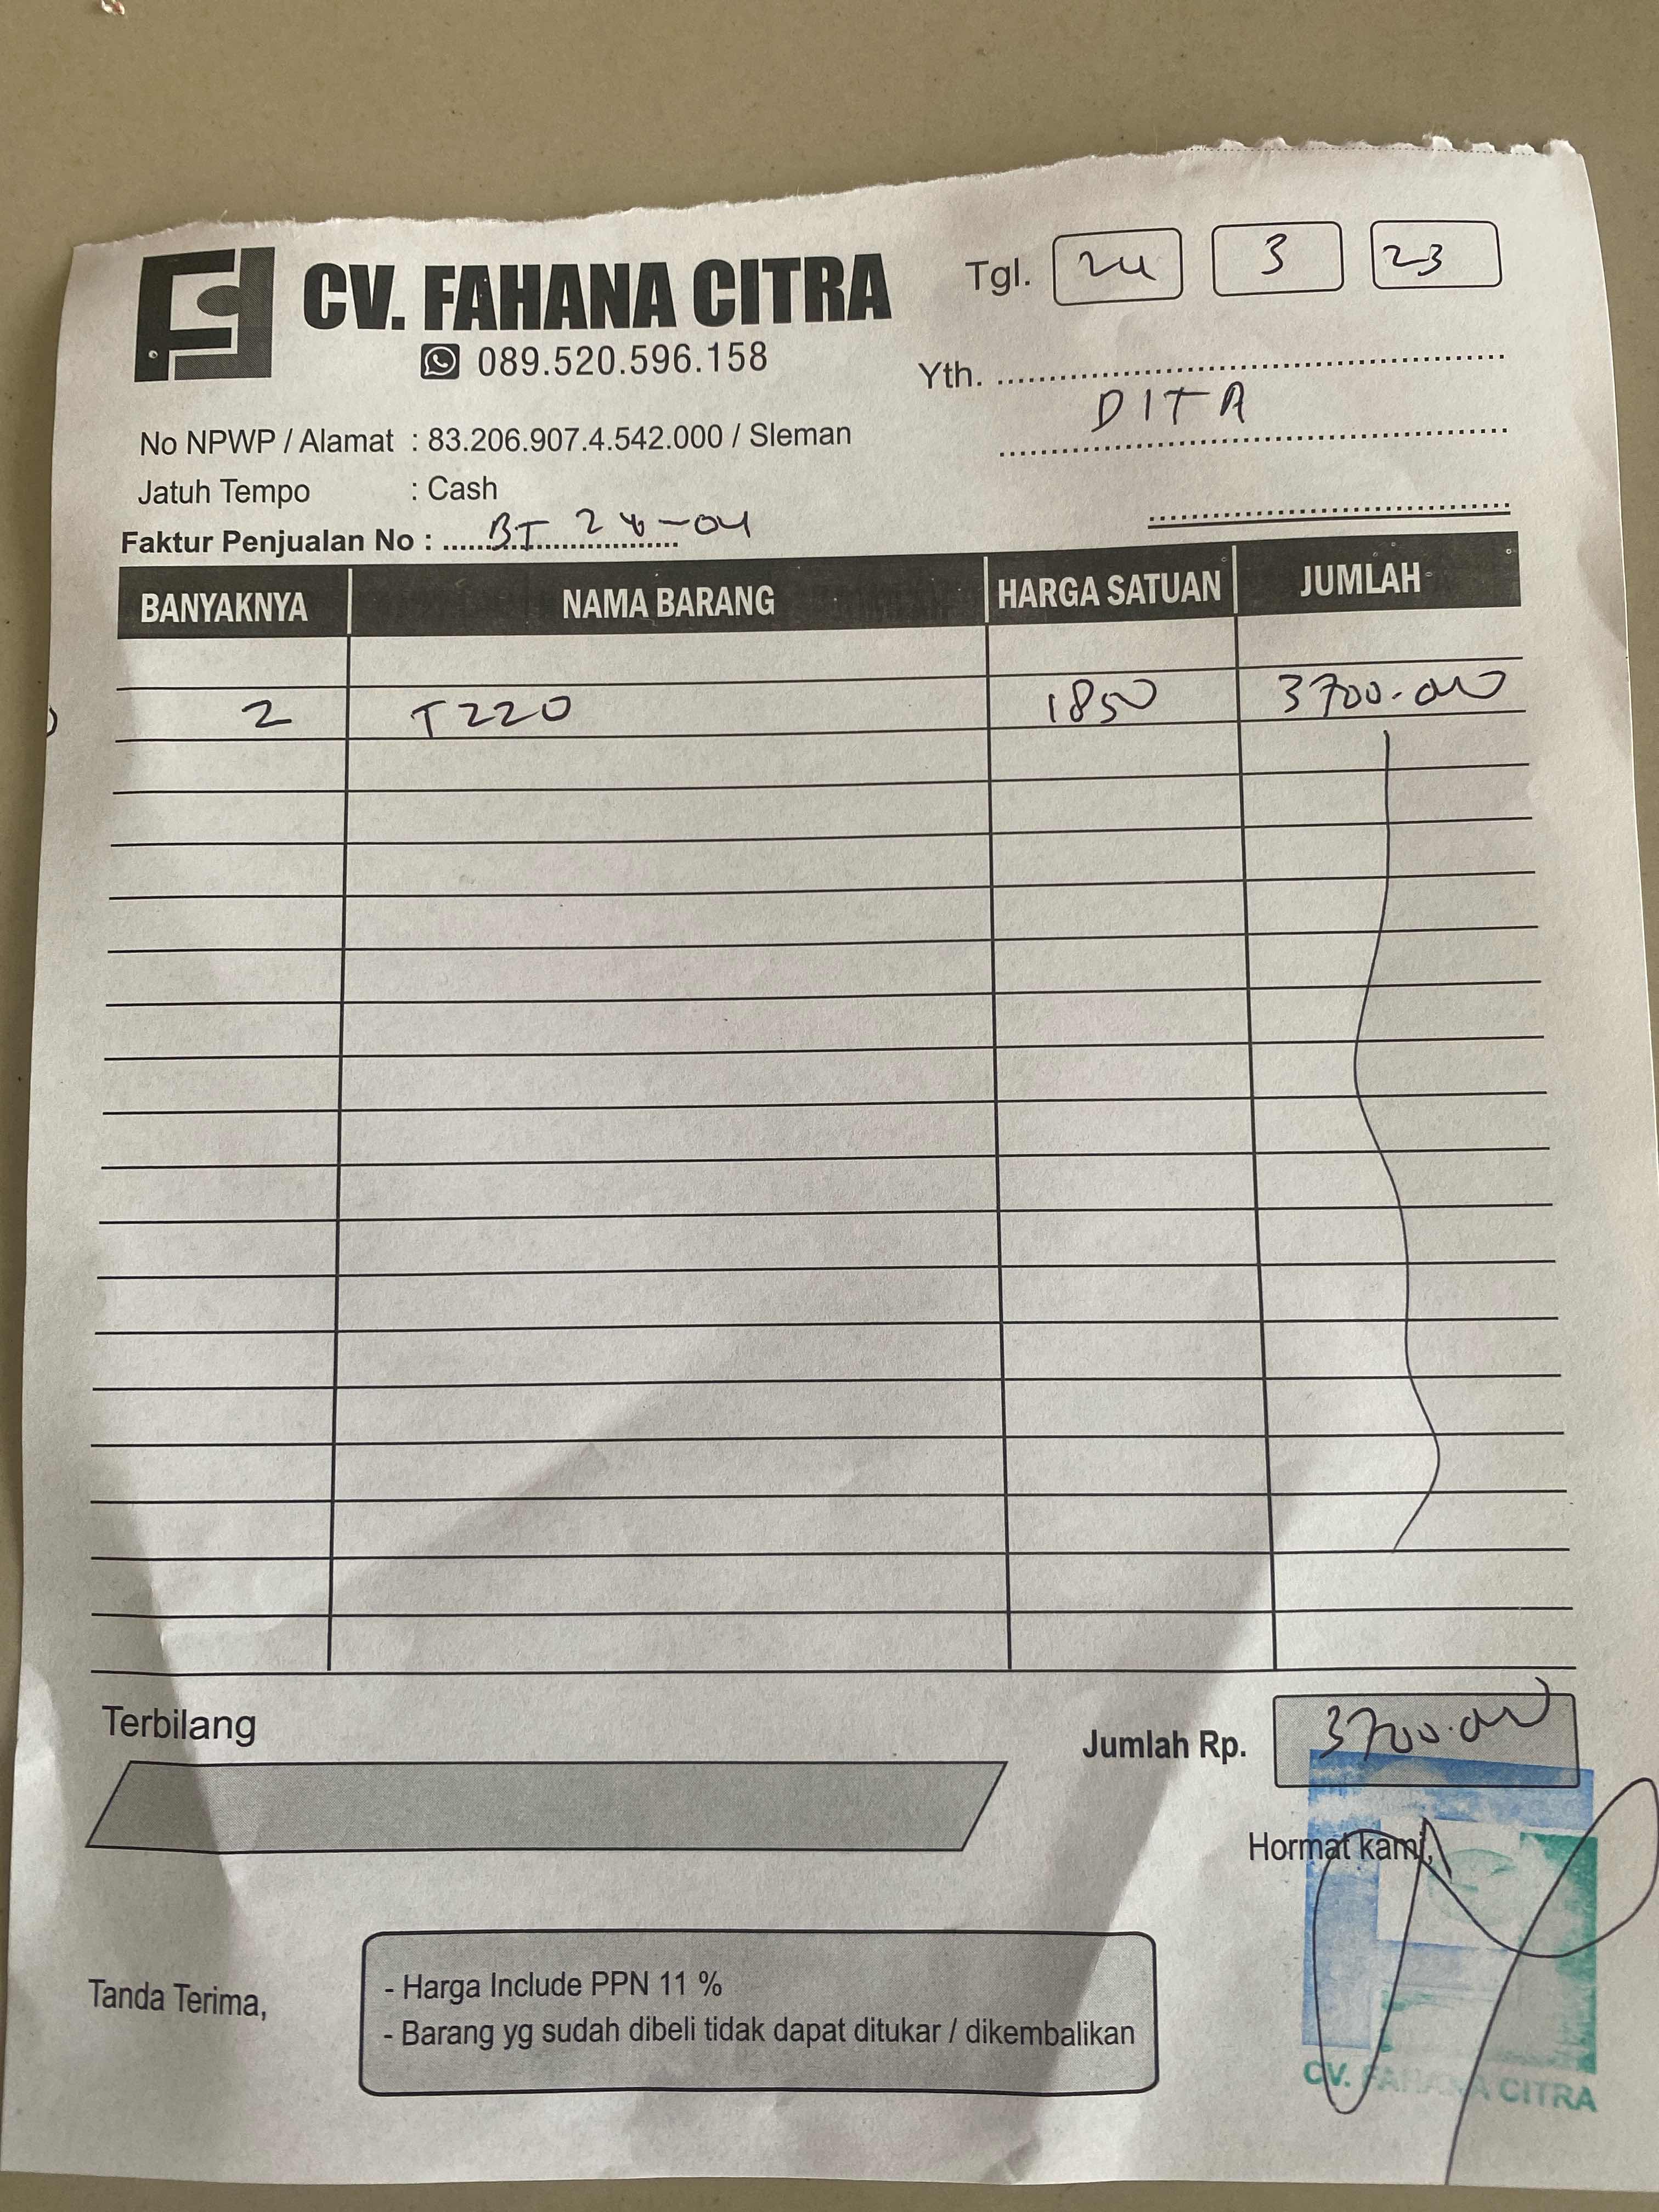 CV. FAHANA CITRA
089.520.596.158
Tgl. 24 3 23
Yth. ........
DITA
No NPWP / Alamat : 83.206.907.4.542.000 / Sleman
Jatuh Tempo : Cash
Faktur Penjualan No : BT 24-04
BANYAKNYA NAMA BARANG HARGA SATUAN JUMLAH
2 T220 1850 3700.000
Terbilang
Jumlah Rp. 3700.000
Hormat kami,
Tanda Terima,
- Harga Include PPN 11 %
- Barang yg sudah dibeli tidak dapat ditukar / dikembalikan
CV. FAHANA CITRA